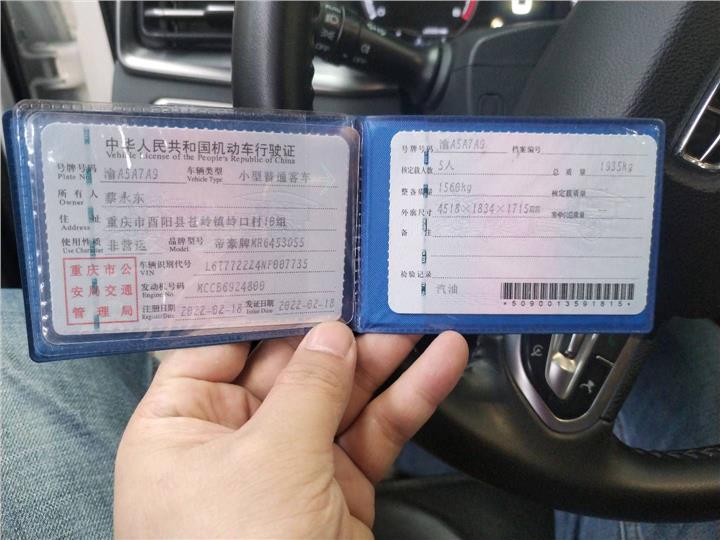 中华人民共和国机动车行驶证
Vehicle License of the People's Republic of China
号牌号码 渝A5A7A9 车辆类型 小型普通客车
Plate No. Vehicle Type
所有人 蔡永东
Owner
住址 重庆市酉阳县苍岭镇岭口村10组
Address
使用性质 非营运 品牌型号 帝豪牌MR6453D5S
Use Character Model
重庆市公安局交通管理局
车辆识别代号 L6T7722Z4NF007735
VIN
发动机号码 MCCB6924800
Engine No.
注册日期 2022-02-18 发证日期 2022-02-18
Register Date Issue Date
号牌号码 渝A5A7A9 档案编号
核定载人数 5人 总质量 1935kg
整备质量 1560kg 核定载质量
外廓尺寸 4518×1834×1715mm 准牵引总质量
备注
检验记录
汽油
*5090013591815*
OFF
OFF